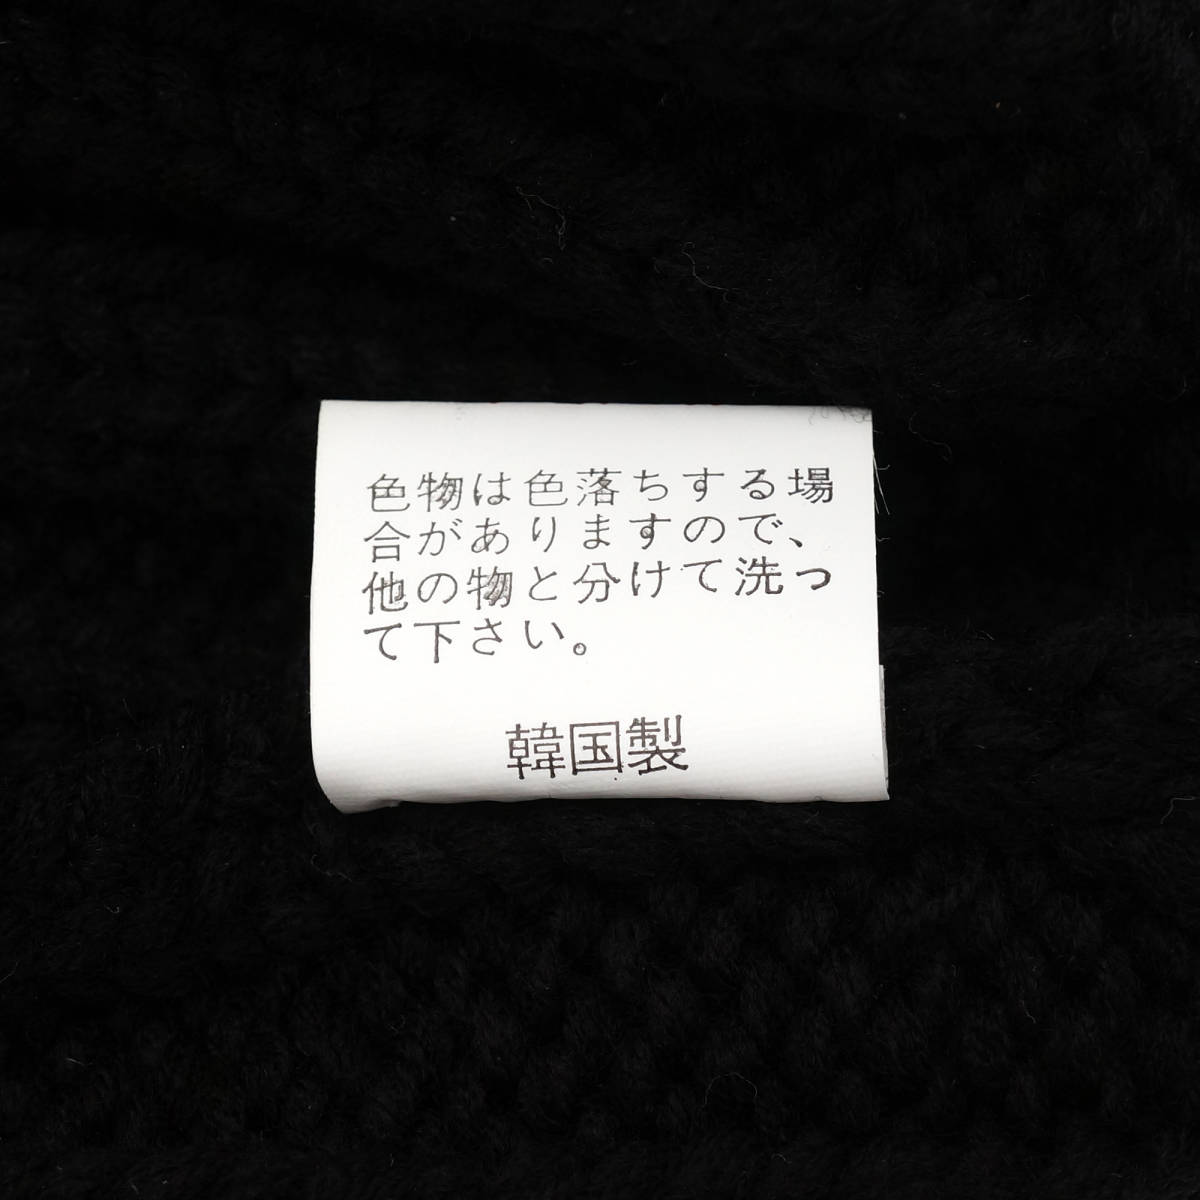 色物は色落ちする場
合がありますので、
他の物と分けて洗っ
て下さい。
韓国製